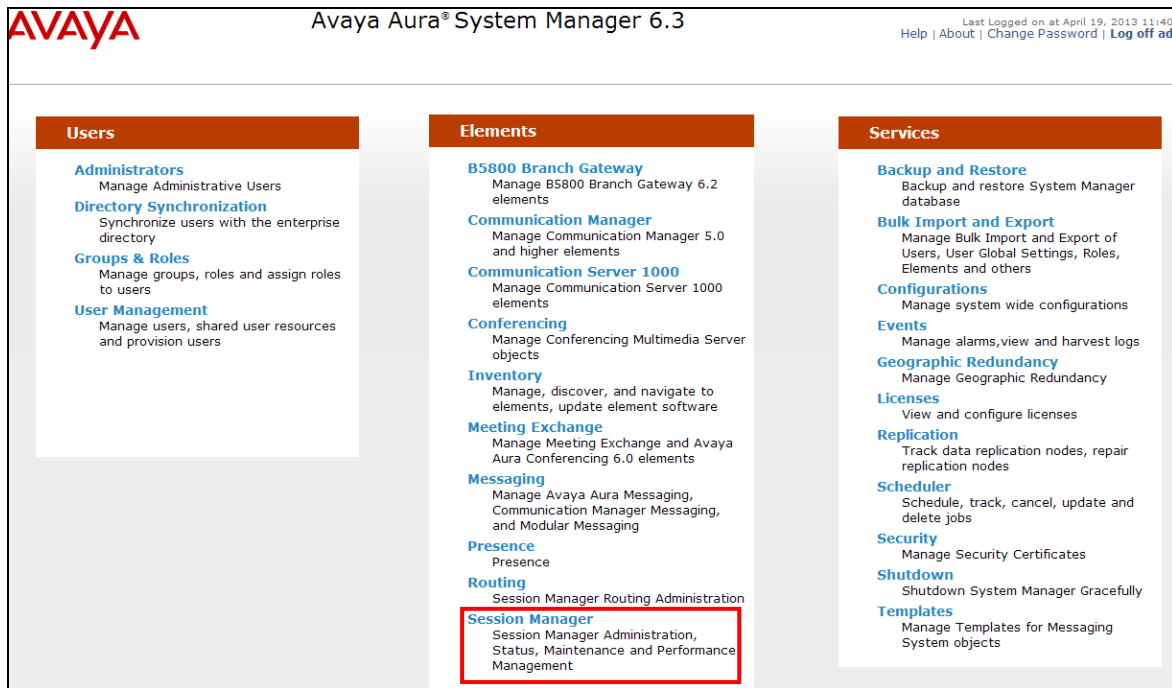 AVAYA
Avaya Aura® System Manager 6.3
Last Logged on at April 19, 2013 11:40
Help | About | Change Password | Log off ad
Users
Administrators
Manage Administrative Users
Directory Synchronization
Synchronize users with the enterprise
directory
Groups & Roles
Manage groups, roles and assign roles
to users
User Management
Manage users, shared user resources
and provision users
Elements
B5800 Branch Gateway
Manage B5800 Branch Gateway 6.2
elements
Communication Manager
Manage Communication Manager 5.0
and higher elements
Communication Server 1000
Manage Communication Server 1000
elements
Conferencing
Manage Conferencing Multimedia Server
objects
Inventory
Manage, discover, and navigate to
elements, update element software
Meeting Exchange
Manage Meeting Exchange and Avaya
Aura Conferencing 6.0 elements
Messaging
Manage Avaya Aura Messaging,
Communication Manager Messaging,
and Modular Messaging
Presence
Presence
Routing
Session Manager Routing Administration
Session Manager
Session Manager Administration,
Status, Maintenance and Performance
Management
Services
Backup and Restore
Backup and restore System Manager
database
Bulk Import and Export
Manage Bulk Import and Export of
Users, User Global Settings, Roles,
Elements and others
Configurations
Manage system wide configurations
Events
Manage alarms,view and harvest logs
Geographic Redundancy
Manage Geographic Redundancy
Licenses
View and configure licenses
Replication
Track data replication nodes, repair
replication nodes
Scheduler
Schedule, track, cancel, update and
delete jobs
Security
Manage Security Certificates
Shutdown
Shutdown System Manager Gracefully
Templates
Manage Templates for Messaging
System objects